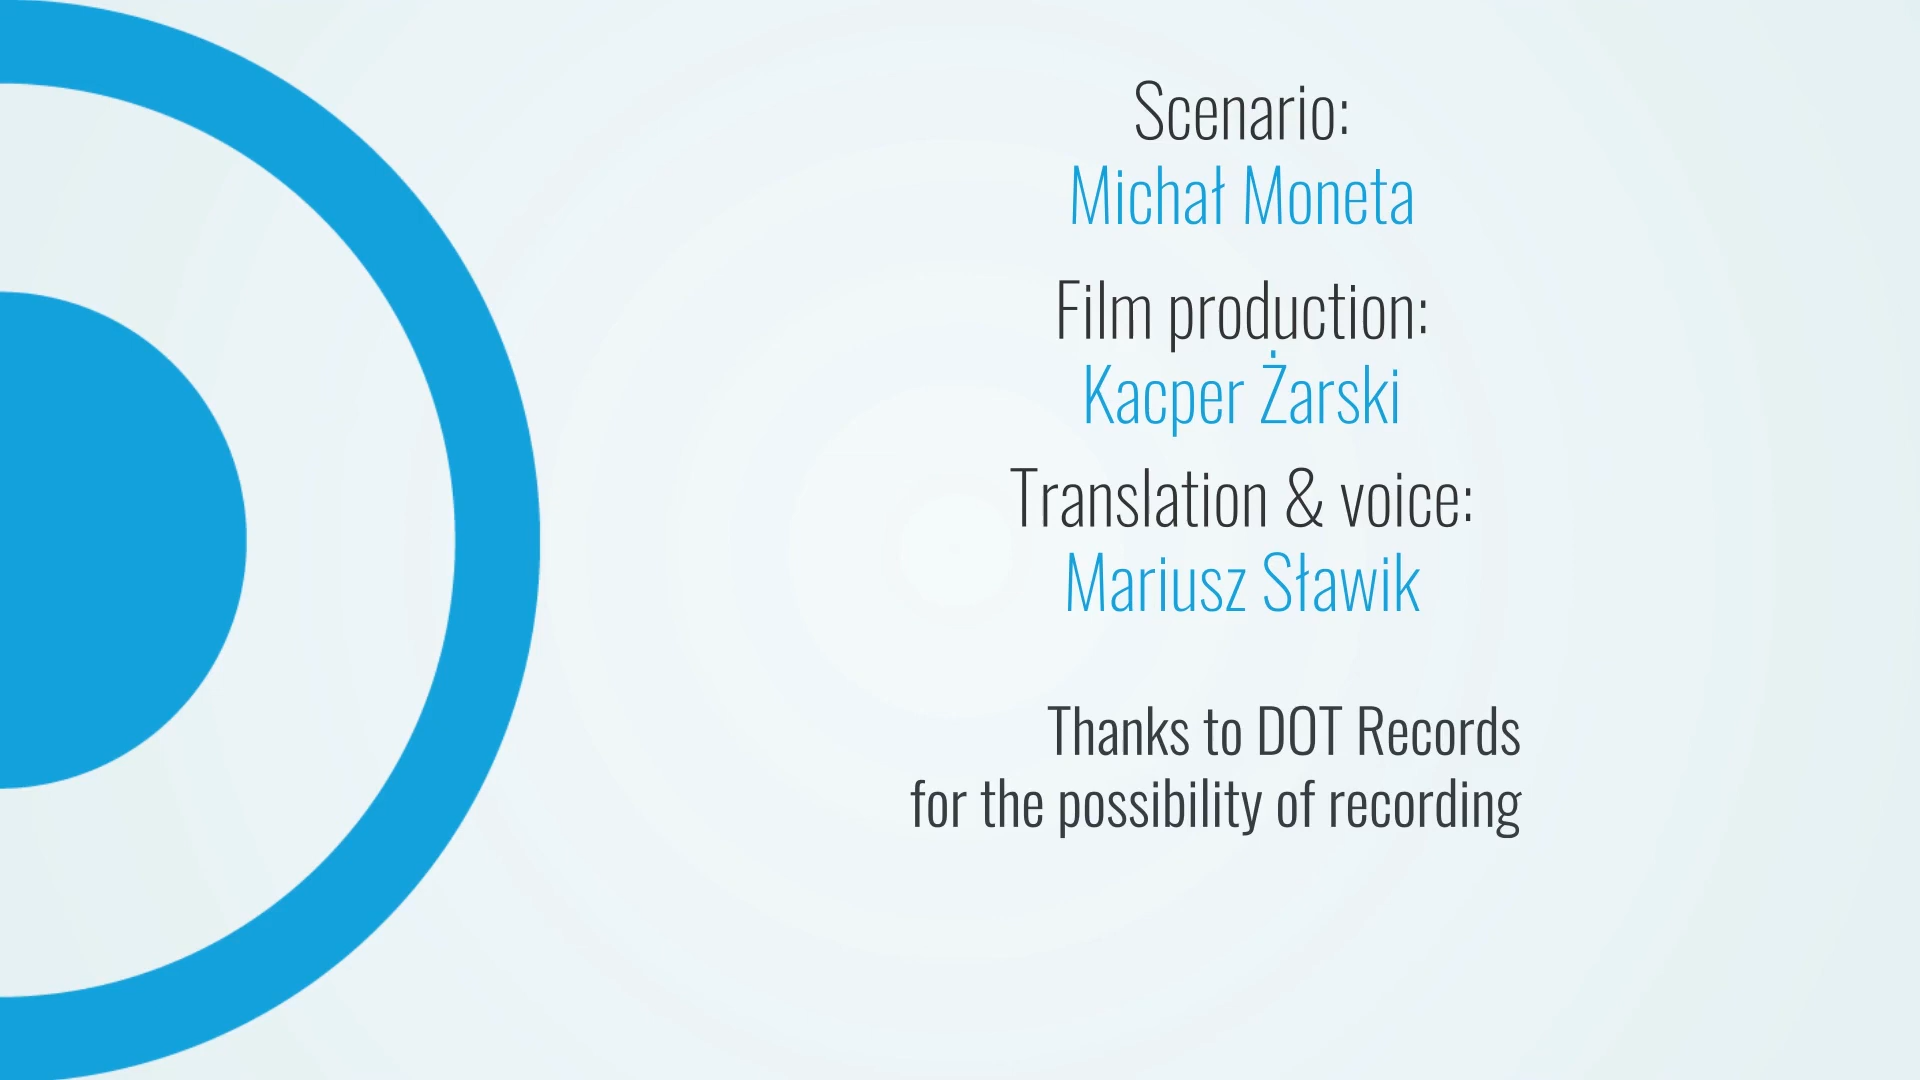 Scenario:
Michał Moneta
Film production:
Kacper Żarski
Translation & voice:
Mariusz Sławik
Thanks to DOT Records
for the possibility of recording